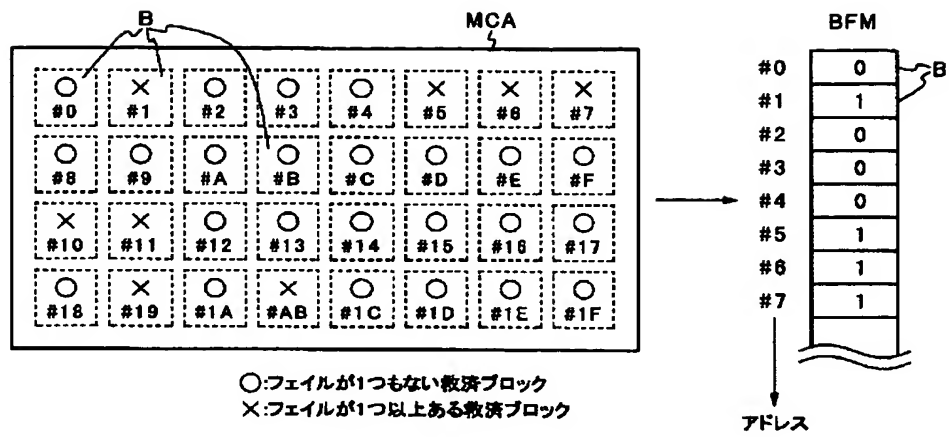 B MCA BFM
○ × ○ ○ ○ × × ×
#0 #1 #2 #3 #4 #5 #6 #7
○ ○ ○ ○ ○ ○ ○ ○
#8 #9 #A #B #C #D #E #F
× × ○ ○ ○ ○ ○ ○
#10 #11 #12 #13 #14 #15 #16 #17
○ × ○ × ○ ○ ○ ○
#18 #19 #1A #AB #1C #1D #1E #1F
○:フェイルが1つもない救済ブロック
×:フェイルが1つ以上ある救済ブロック
#0 0 B
#1 1
#2 0
#3 0
#4 0
#5 1
#6 1
#7 1
アドレス